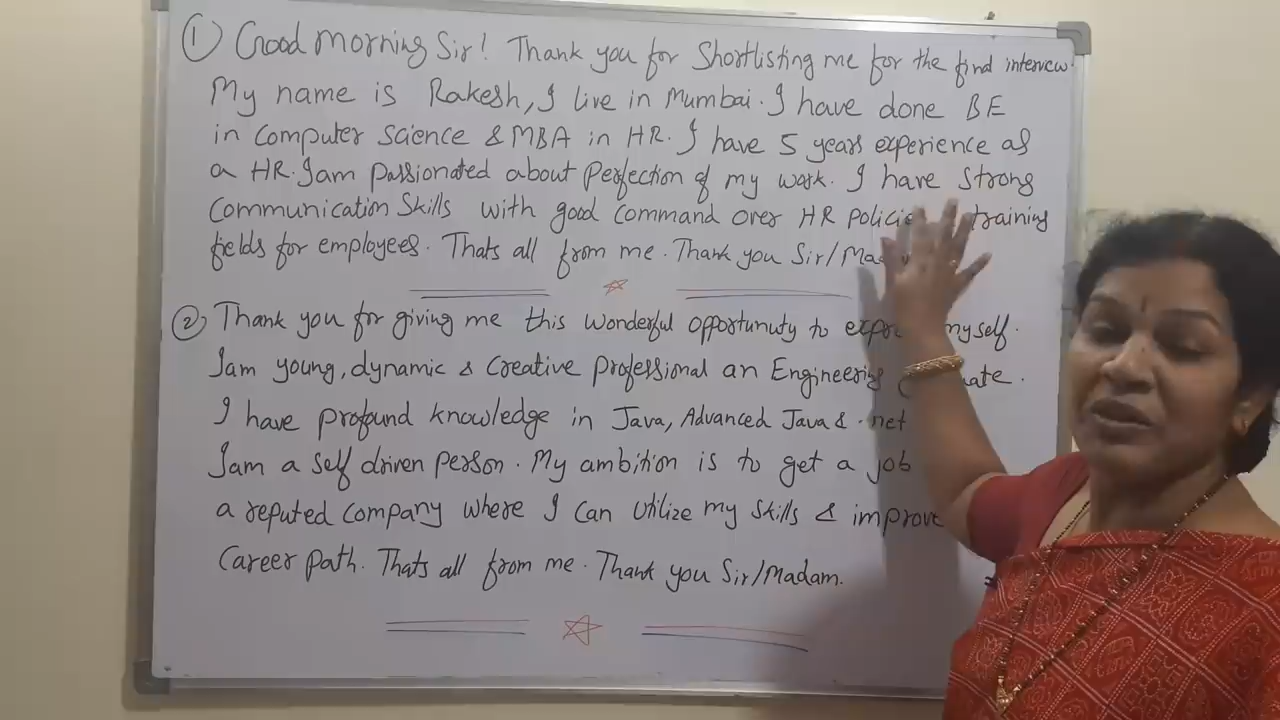 ① Good morning Sir! Thank you for Shortlisting me for the final interview.
My name is Rakesh, I live in Mumbai. I have done BE
in Computer Science & MBA in HR. I have 5 years experience as
a HR. Iam passionated about Perfection of my work. I have Strong
Communication Skills with good Command over HR Policies training
fields for employees. Thats all from me. Thank you Sir/
② Thank you for giving me this wonderful opportunity to myself.
Iam young, dynamic & Creative Professional an Engineering
I have profound knowledge in Java, Advanced Java & .net
Iam a Self driven person. My ambition is to get a job
a reputed Company where I can utilize my Skills & improve
Career Path. Thats all from me. Thank you Sir/Madam.